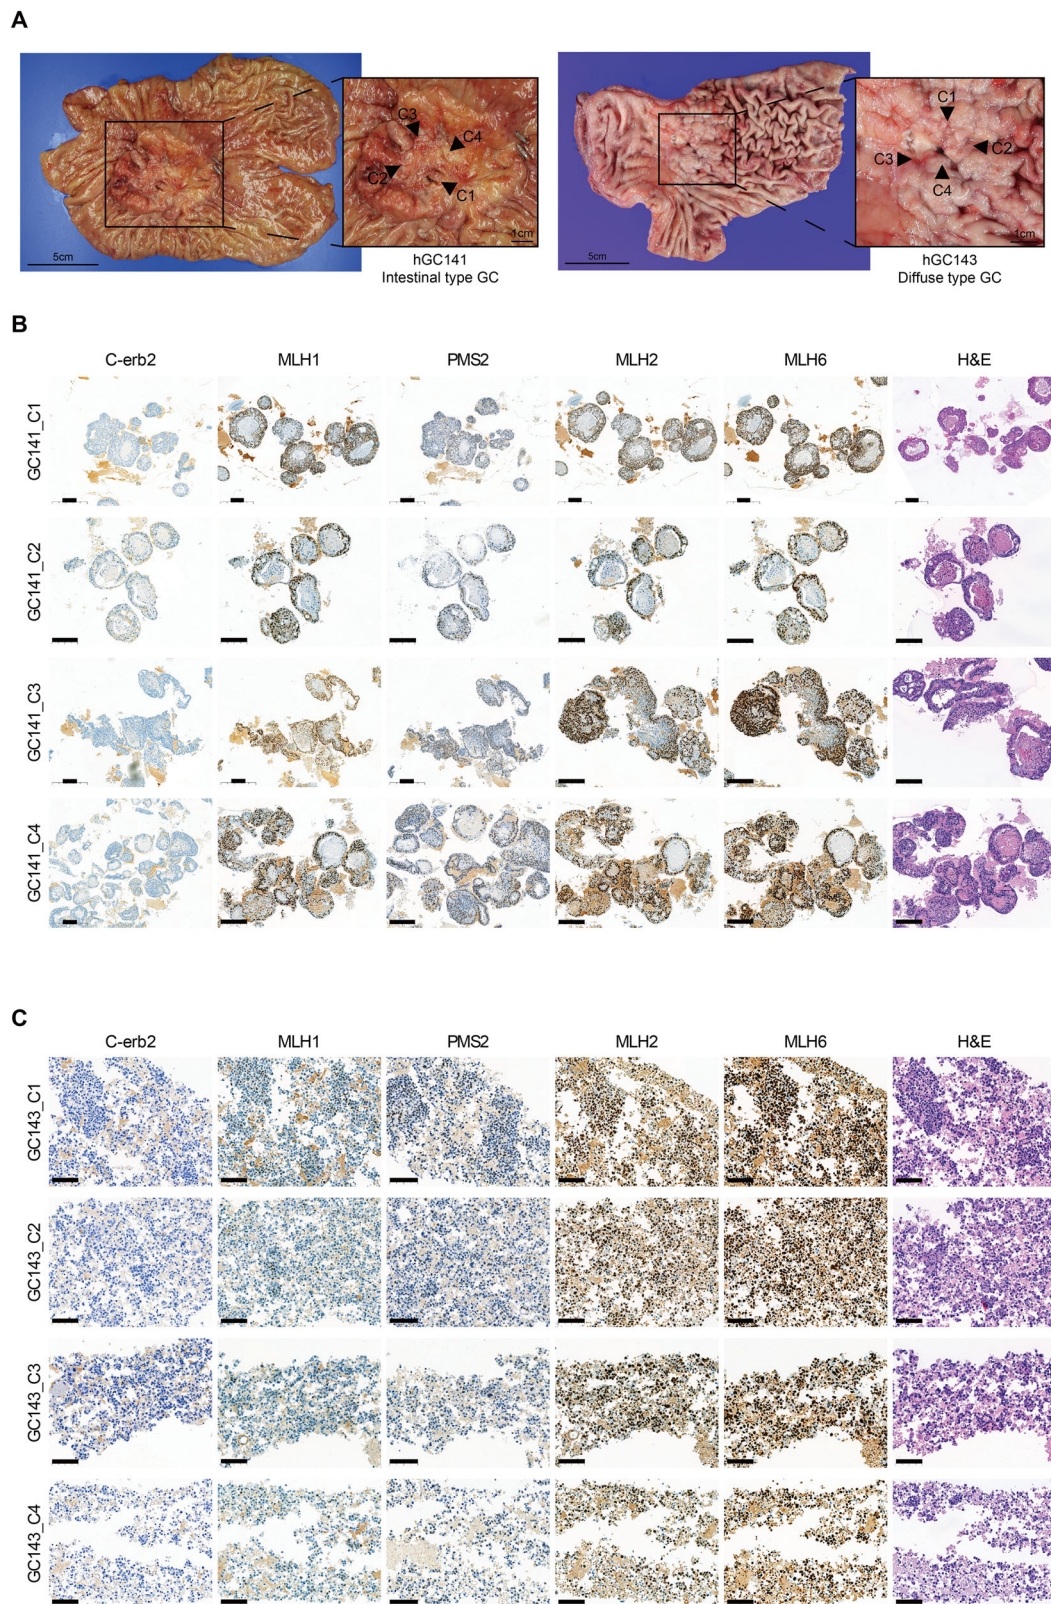 A
C3
C4
C2
C1
5cm
1cm
hGC141
Intestinal type GC
C1
C2
C3
C4
5cm
1cm
hGC143
Diffuse type GC
B
C-erb2 MLH1 PMS2 MLH2 MLH6 H&E
GC141_C1
GC141_C2
GC141_C3
GC141_C4
C
C-erb2 MLH1 PMS2 MLH2 MLH6 H&E
GC143_C1
GC143_C2
GC143_C3
GC143_C4